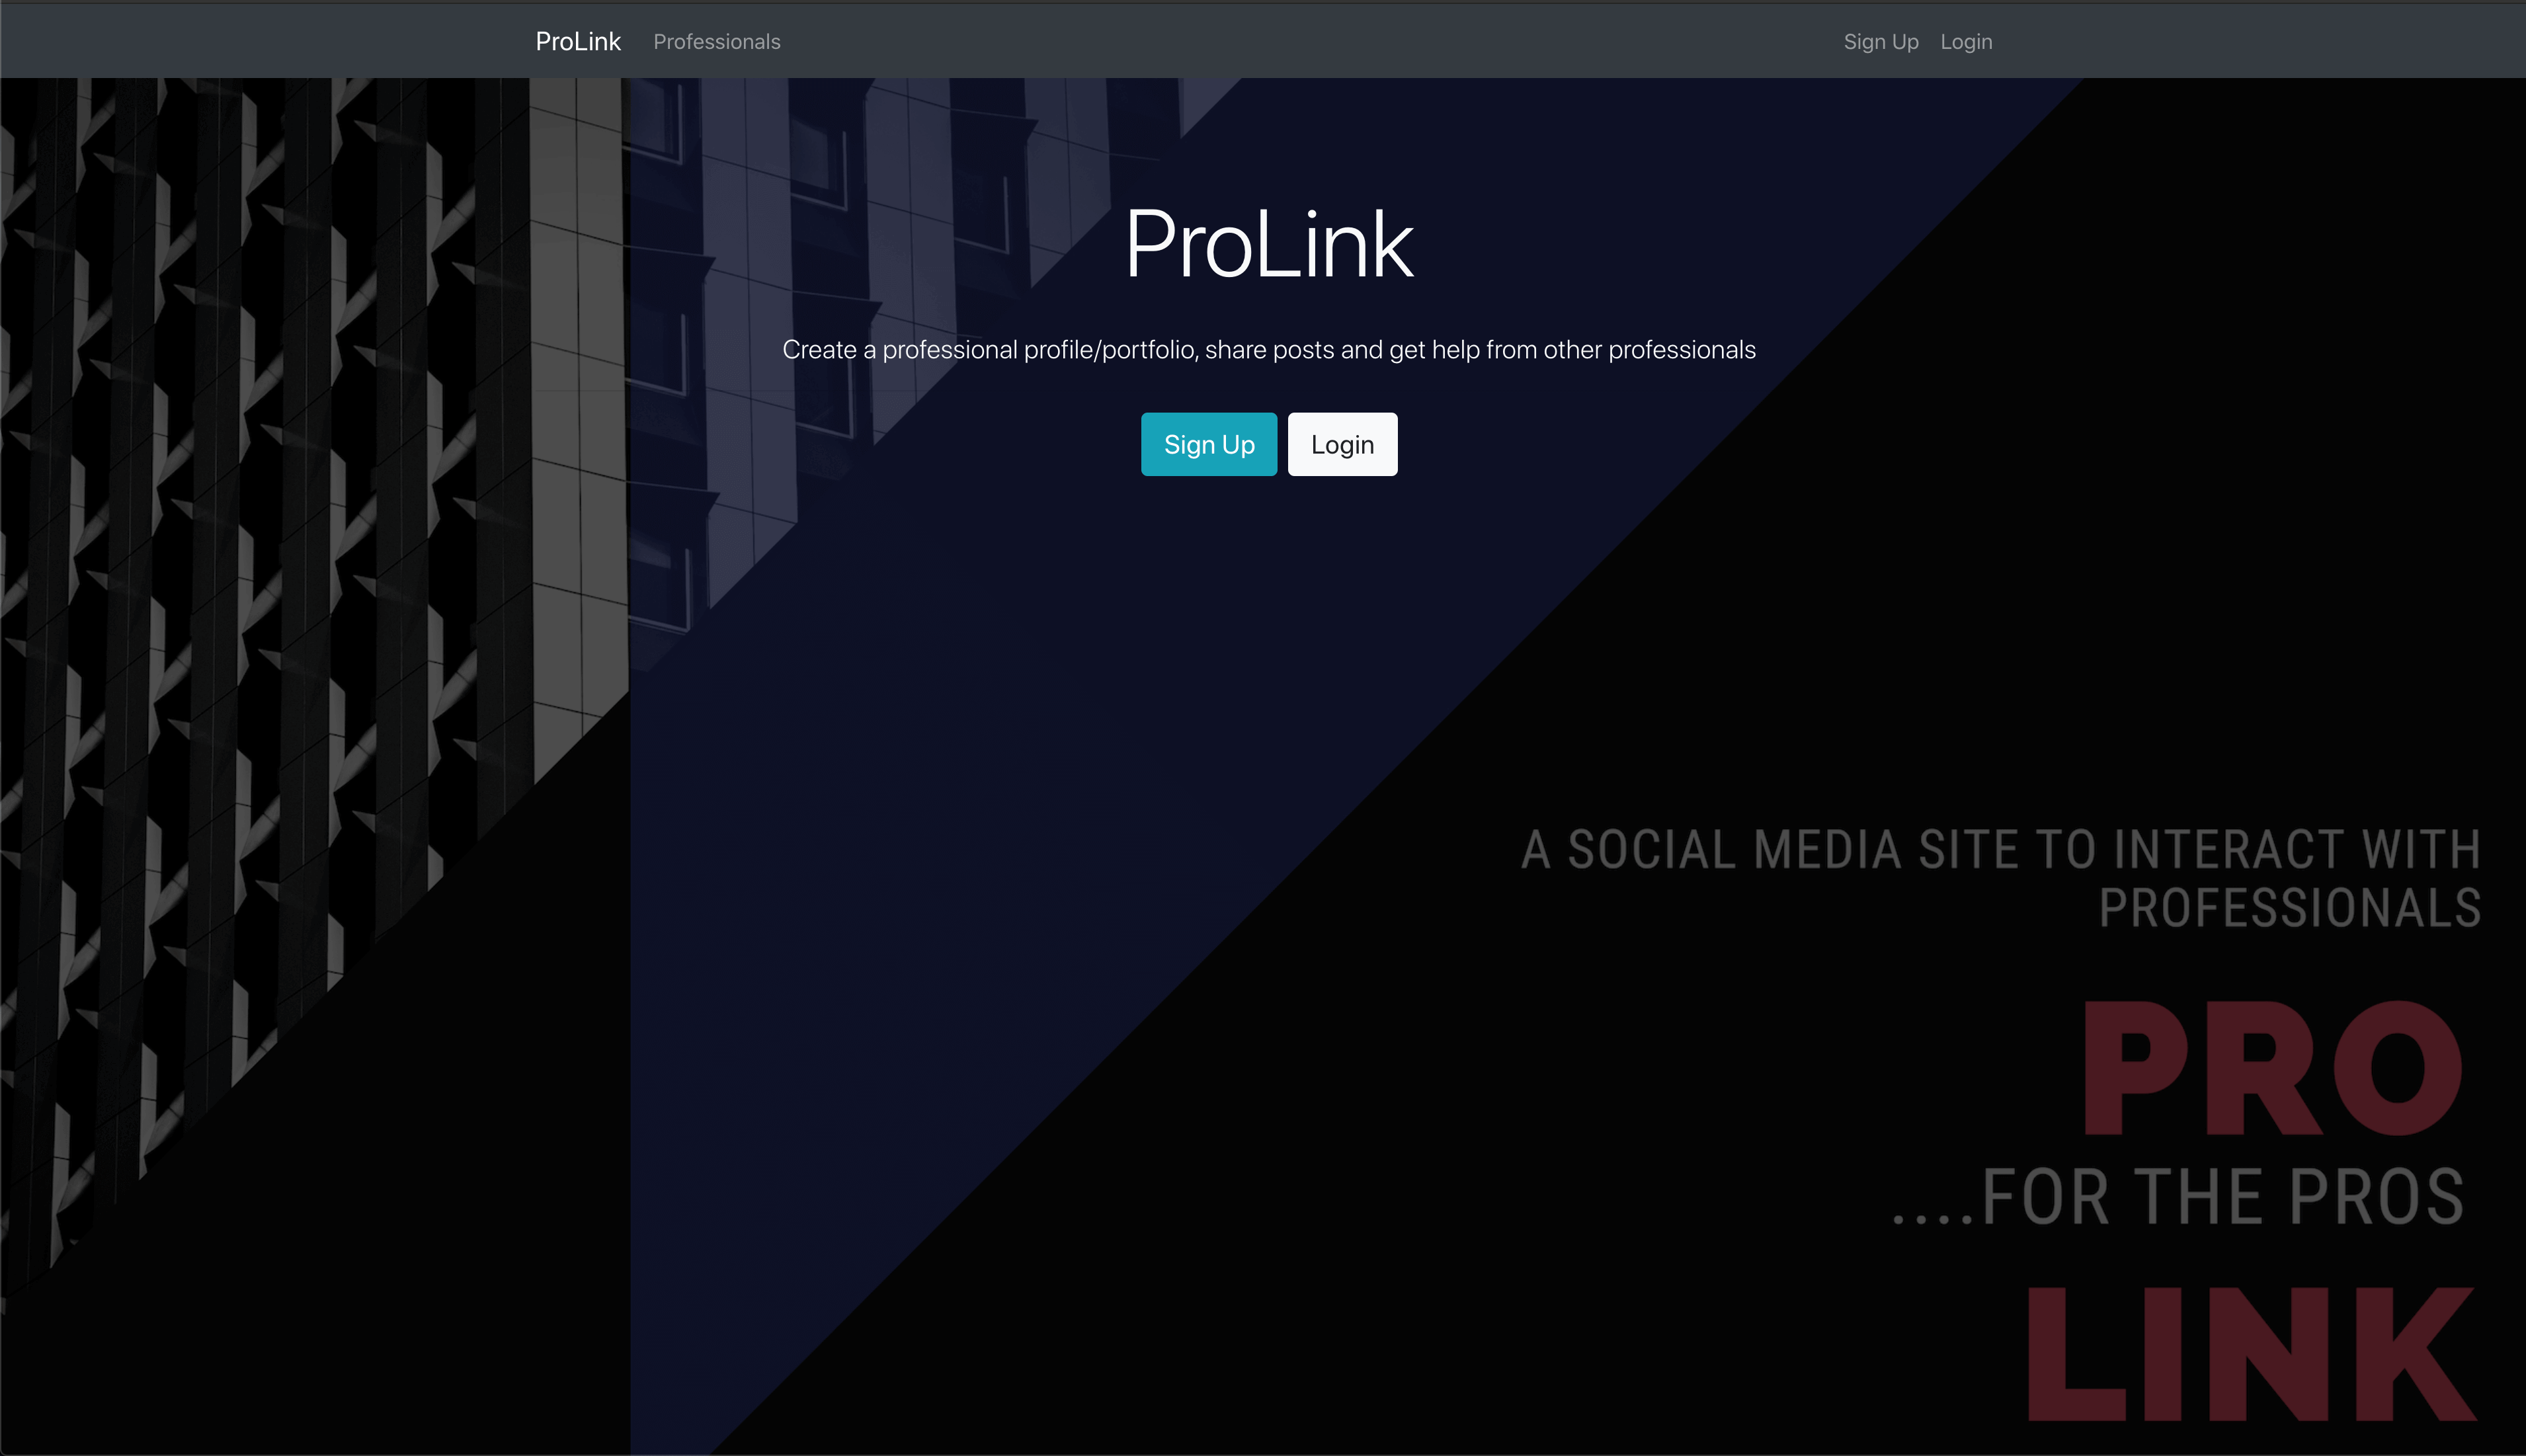 ProLink Professionals Sign Up Login
ProLink
Create a professional profile/portfolio, share posts and get help from other professionals
Sign Up Login
A SOCIAL MEDIA SITE TO INTERACT WITH
PROFESSIONALS
PRO
....FOR THE PROS
LINK